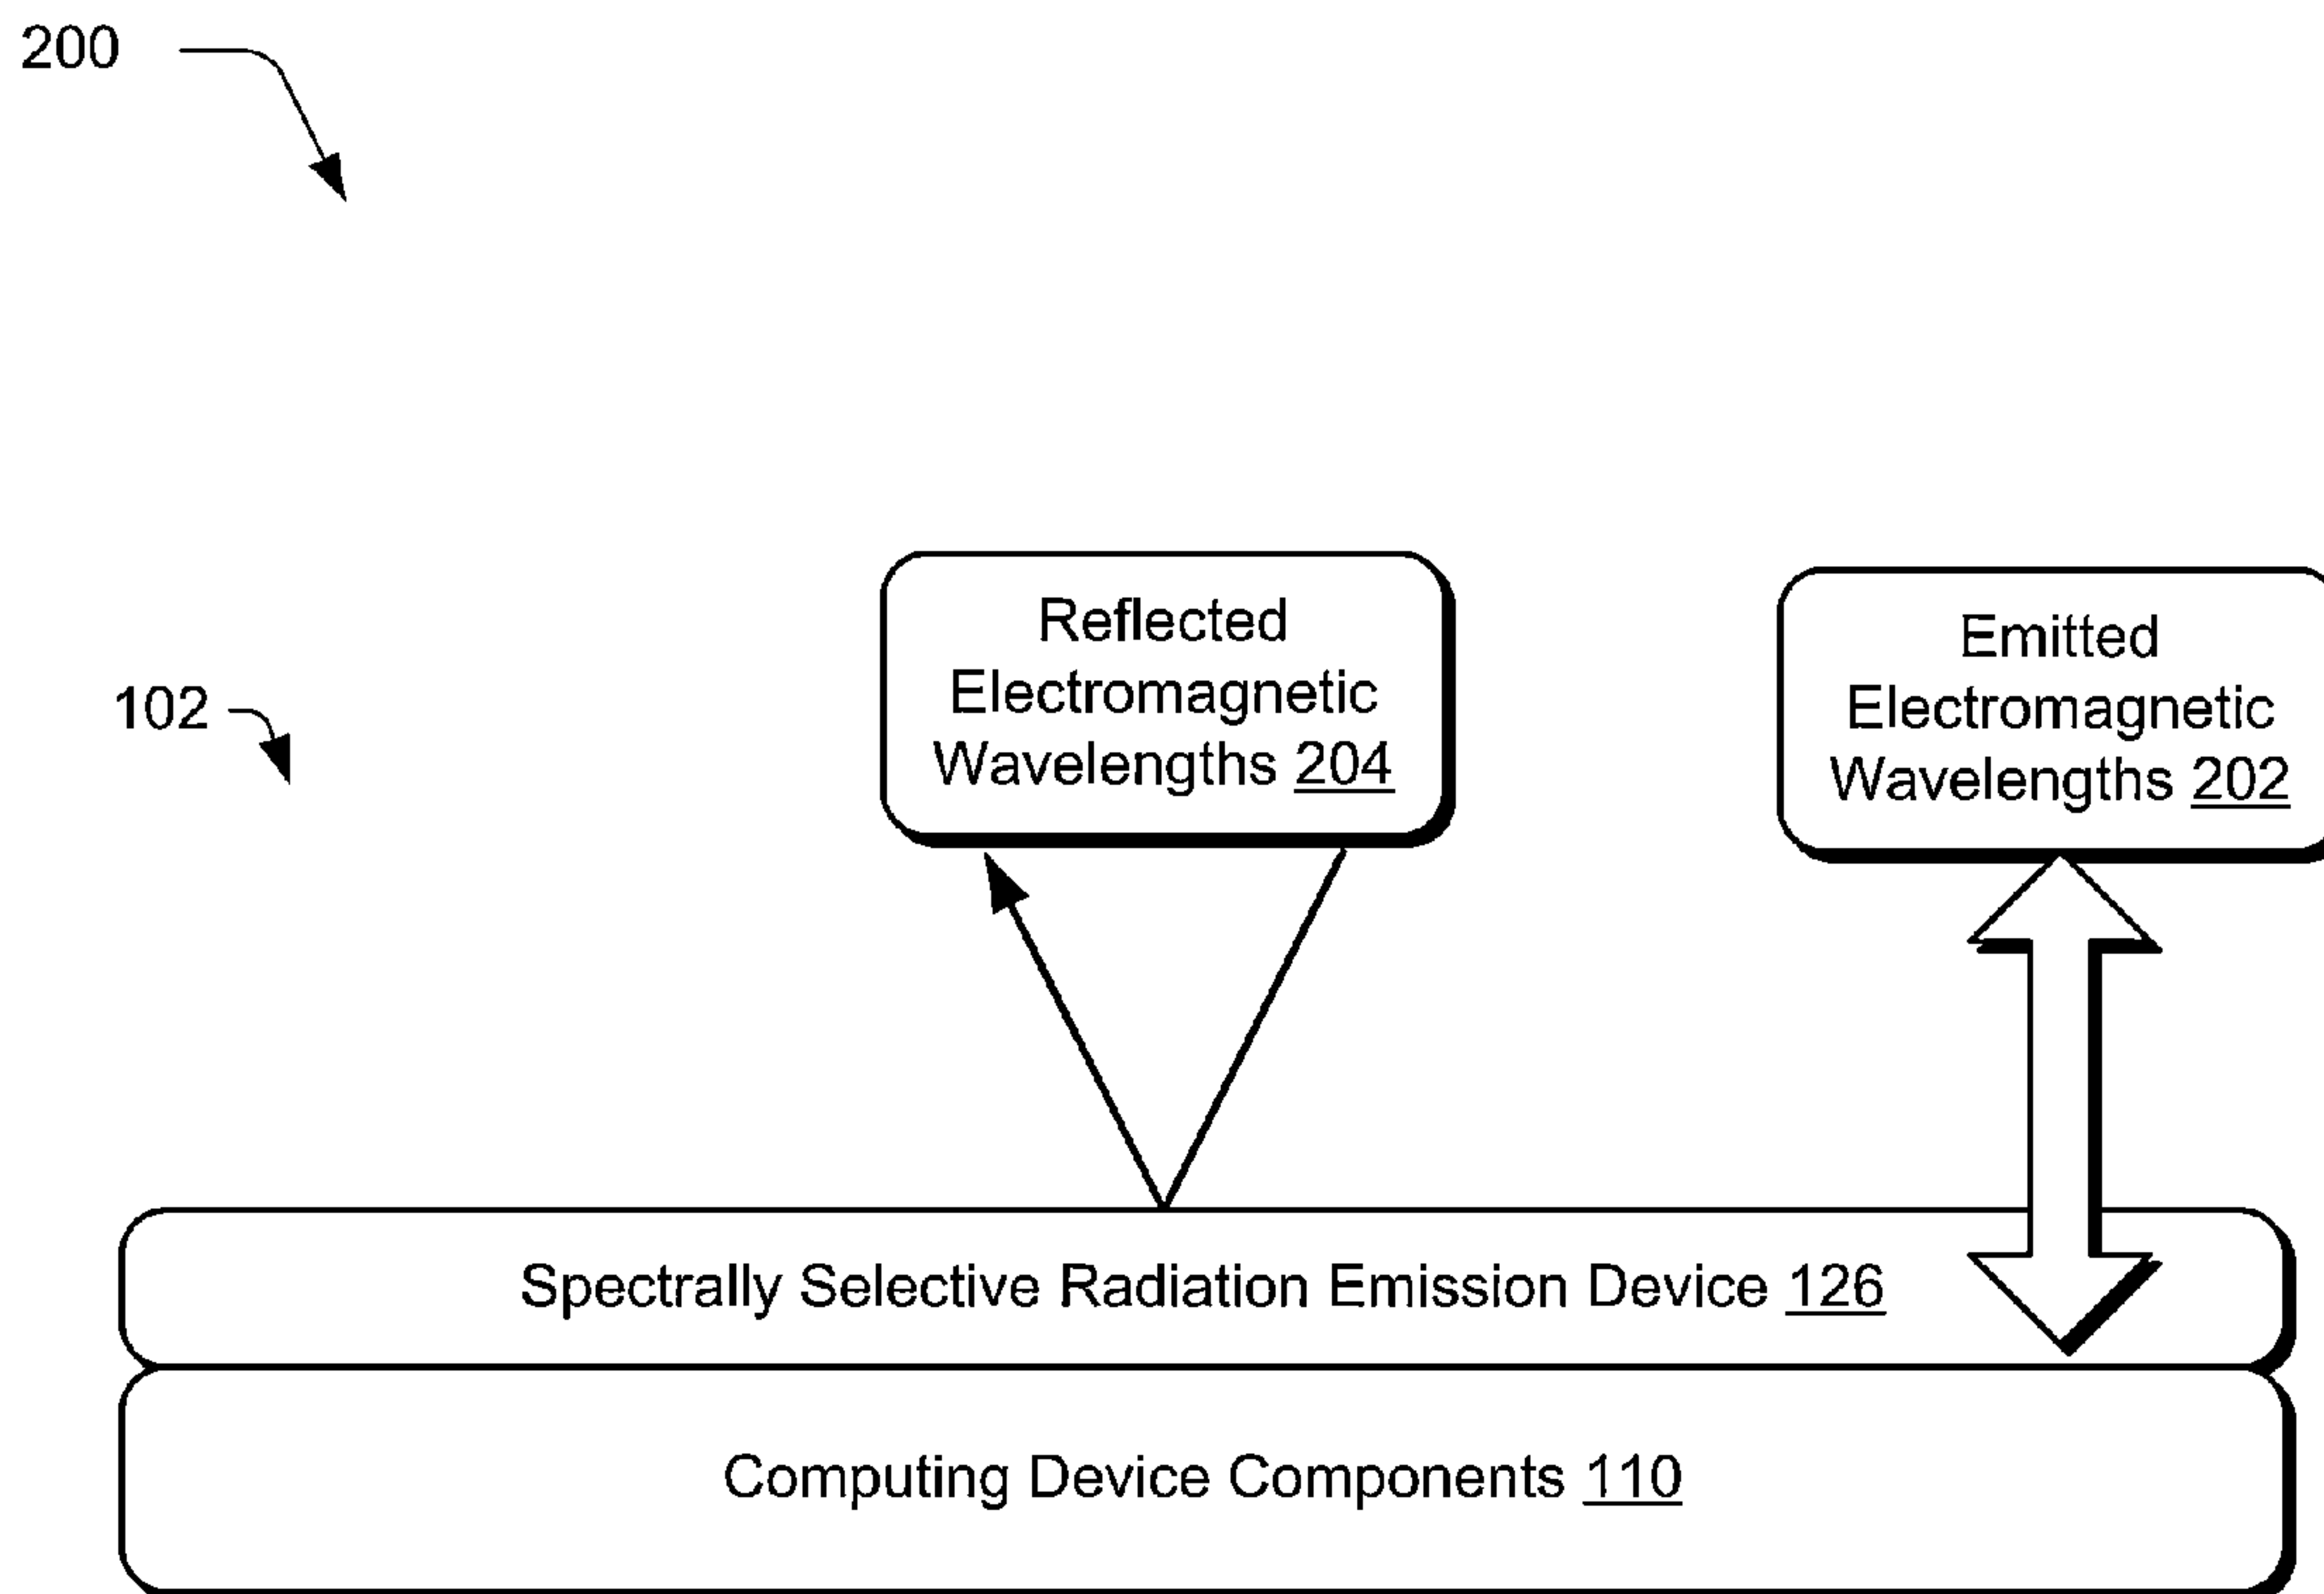 200
Reflected
Electromagnetic
Wavelengths 204
Emitted
Electromagnetic
Wavelengths 202
102
Spectrally Selective Radiation Emission Device 126
Computing Device Components 110